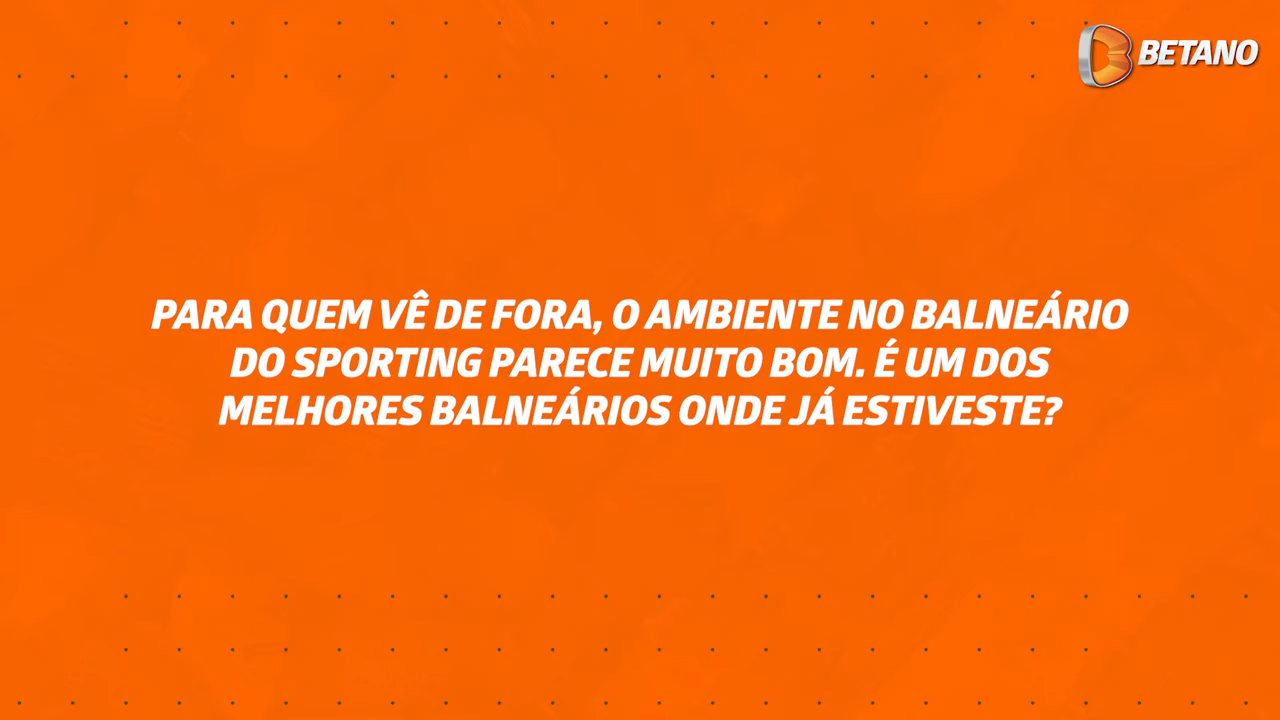 BETANO
PARA QUEM VÊ DE FORA, O AMBIENTE NO BALNEÁRIO
DO SPORTING PARECE MUITO BOM. É UM DOS
MELHORES BALNEÁRIOS ONDE JÁ ESTIVESTE?